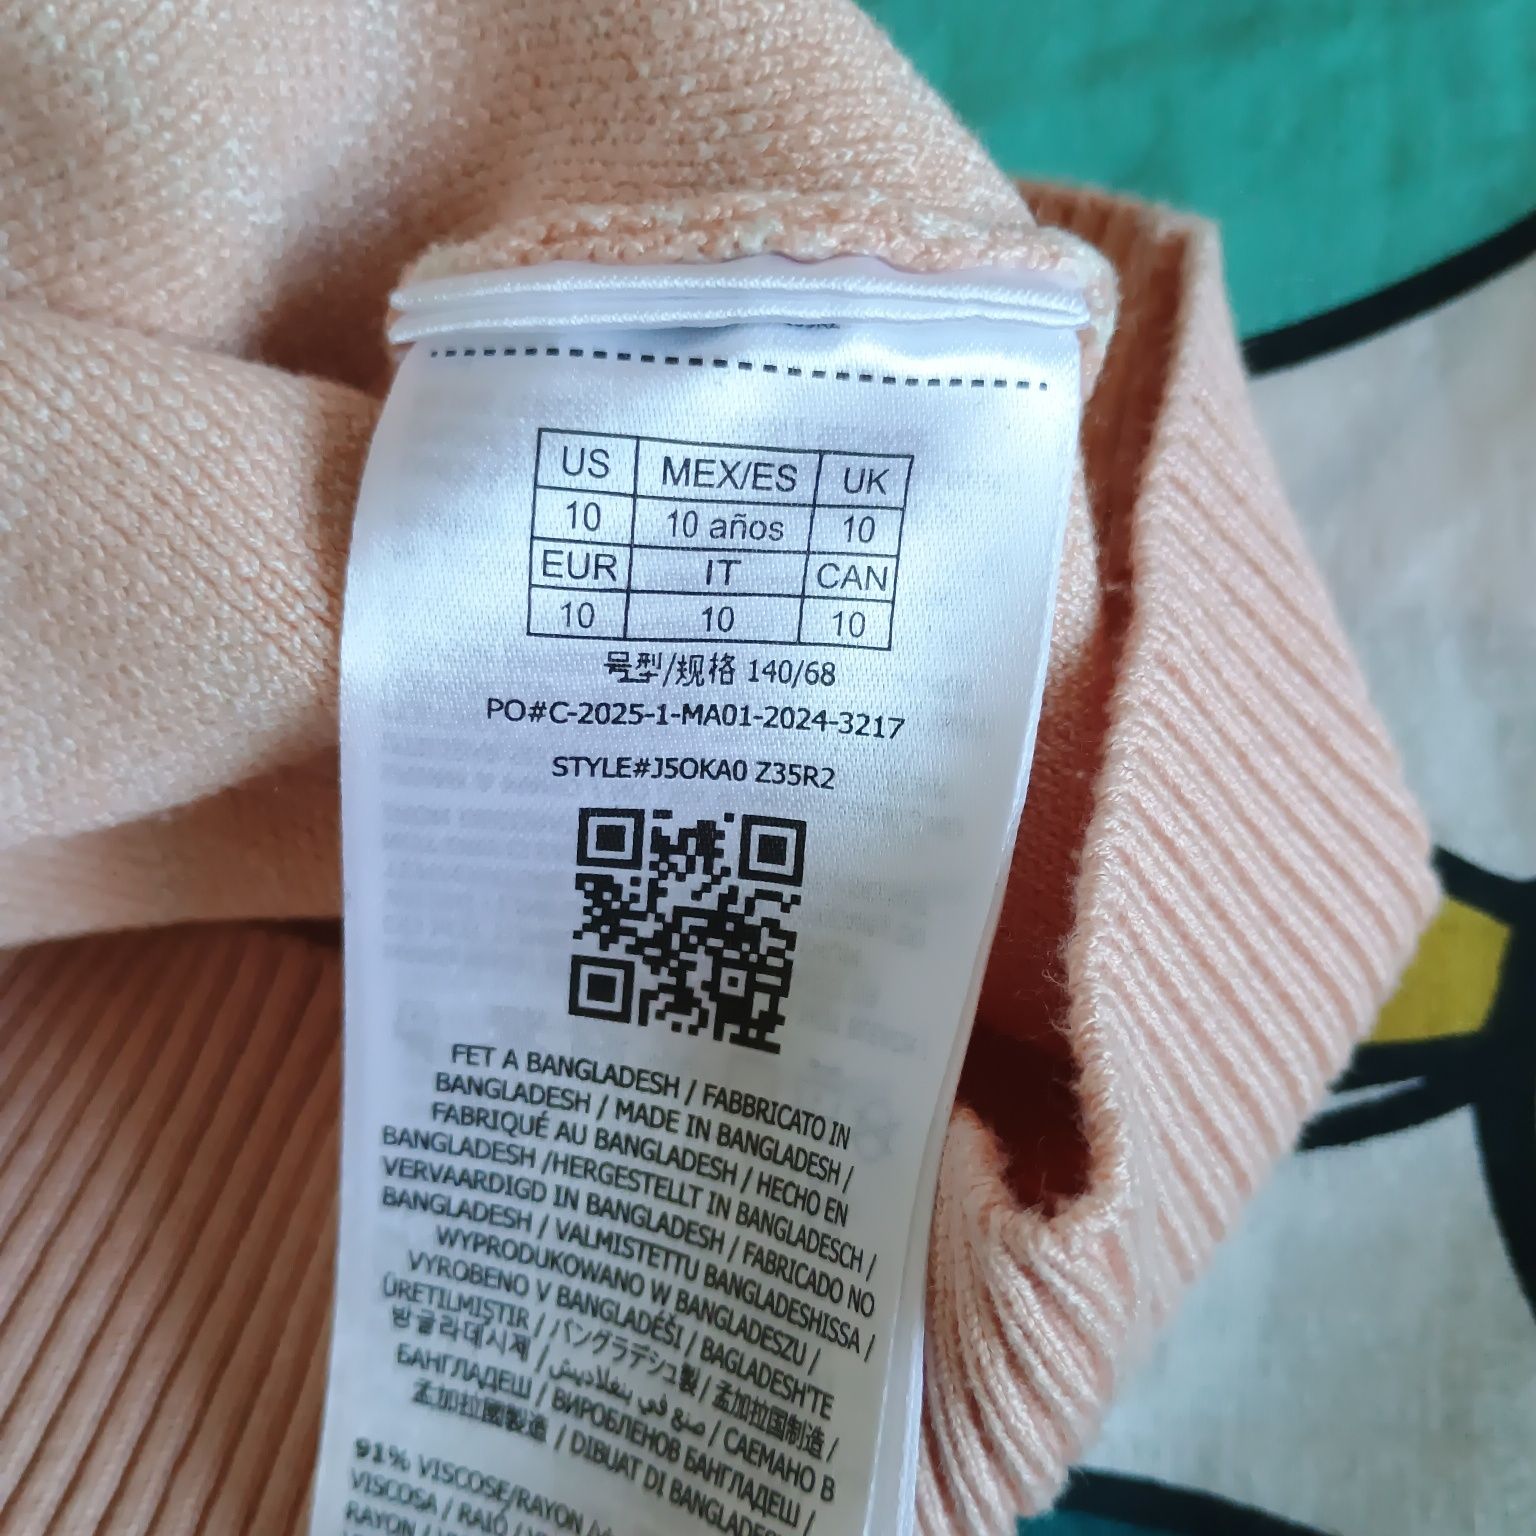 US MEX/ES UK
10 10 años 10
EUR IT CAN
10 10 10
号型/规格 140/68
PO#C-2025-1-MA01-2024-3217
STYLE#J5OKA0 Z35R2
FET A BANGLADESH / FABBRICATO IN
BANGLADESH / MADE IN BANGLADESH /
FABRIQUÉ AU BANGLADESH / HECHO EN
BANGLADESH /HERGESTELLT IN BANGLADESCH /
VERVAARDIGD IN BANGLADESH / FABRICADO NO
BANGLADESH / VALMISTETTU BANGLADESHISSA /
WYPRODUKOWANO W BANGLADESZU /
VYROBENO V BANGLADÉŠI / BAGLADESH'TE
ÜRETILMIŞTIR / バングラデシュ製 / 孟加拉国制造 /
방글라데시제 / صنع في بنغلاديش / САЕМАНО В
БАНГЛАДЕШ / ВИРОБЛЕНОВ БАНГЛАДЕШ /
孟加拉國製造 / DIBUAT DI BANGLADESH
91% VISCOSE/RAYON /
VISCOSA / RAIÓ /
RAYON /